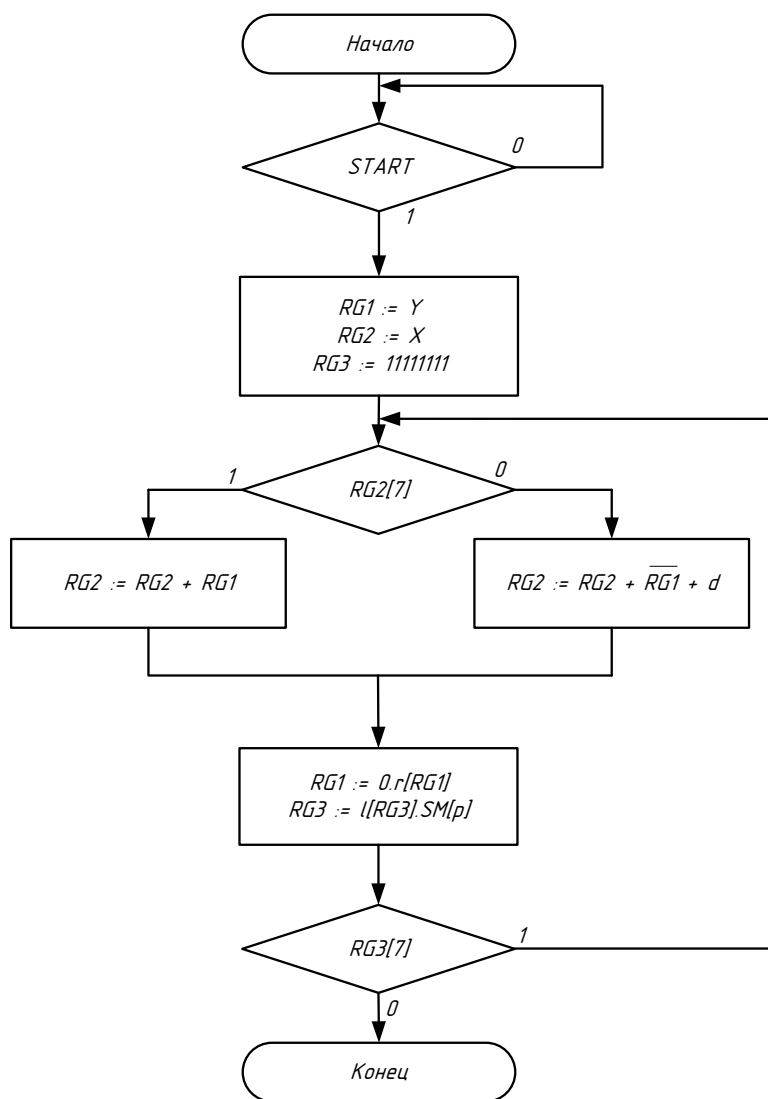 Начало
START
0
1
RG1 := Y
RG2 := X
RG3 := 11111111
1
RG2[7]
0
RG2 := RG2 + RG1
RG2 := RG2 + \overline{RG1} + d
RG1 := 0.r[RG1]
RG3 := l[RG3].SM[p]
RG3[7]
1
0
Конец